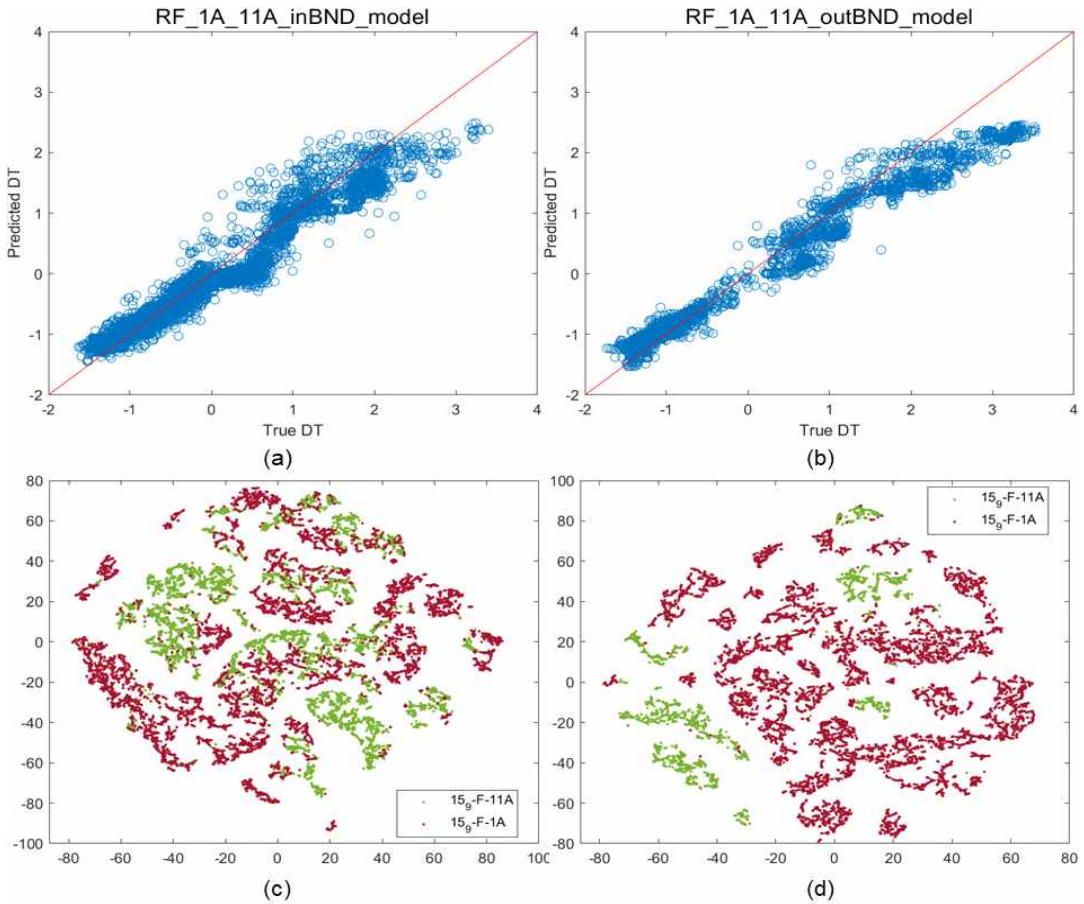 RF_1A_11A_inBND_model
4
3
2
1
0
-1
-2
Predicted DT
-2 -1 0 1 2 3 4
True DT
(a)
RF_1A_11A_outBND_model
4
3
2
1
0
-1
-2
Predicted DT
-2 -1 0 1 2 3 4
True DT
(b)
80
60
40
20
0
-20
-40
-60
-80
-100
15₉-F-11A
15₉-F-1A
-80 -60 -40 -20 0 20 40 60 80 100
(c)
100
80
60
40
20
0
-20
-40
-60
-80
15₉-F-11A
15₉-F-1A
-80 -60 -40 -20 0 20 40 60 80
(d)